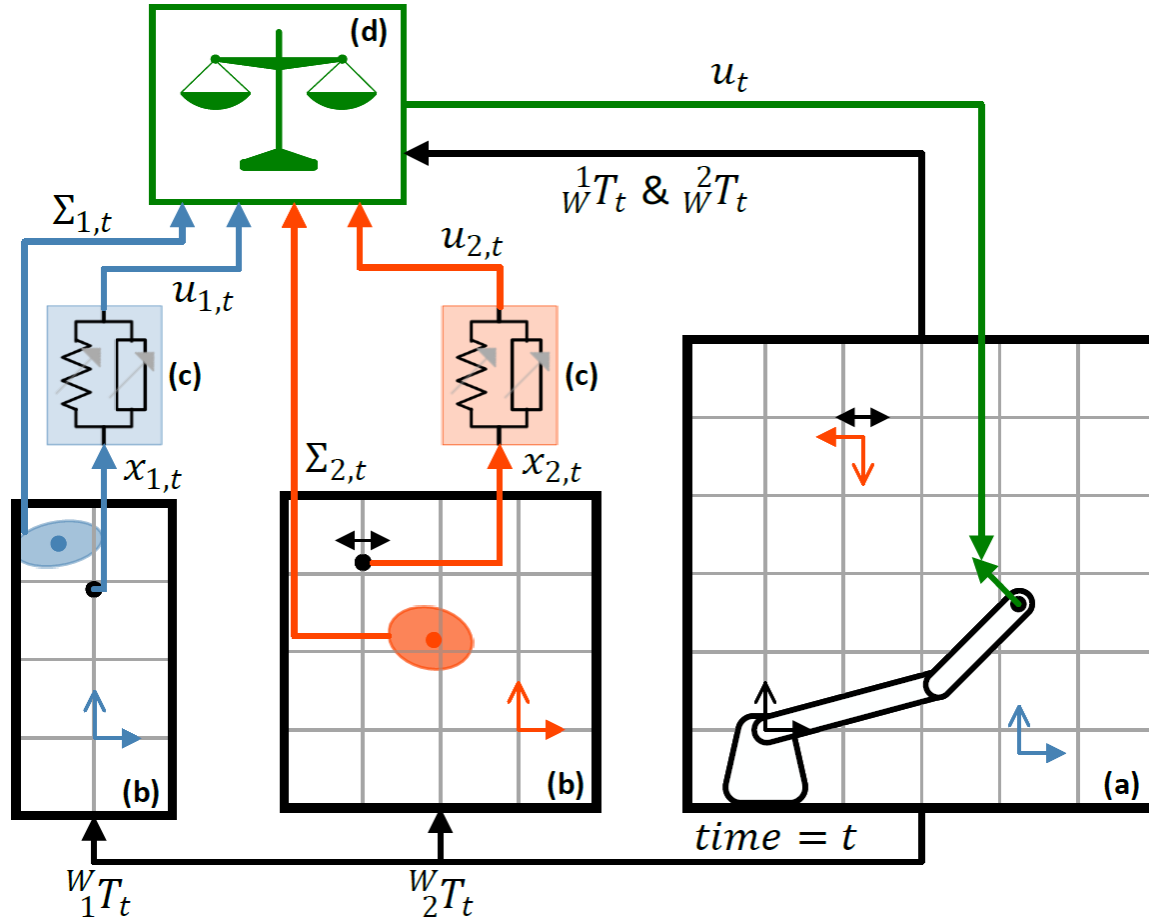 (d)
u_t
^1_W T_t & ^2_W T_t
Σ_{1,t}
u_{1,t}
u_{2,t}
(c)
(c)
x_{1,t}
Σ_{2,t}
x_{2,t}
(b)
(b)
(a)
time = t
^W_1 T_t
^W_2 T_t